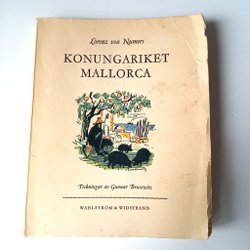 Lorenz von Numers
KONUNGARIKET
MALLORCA
Teckningar av Gunnar Brusewitz
WAHLSTRÖM & WIDSTRAND